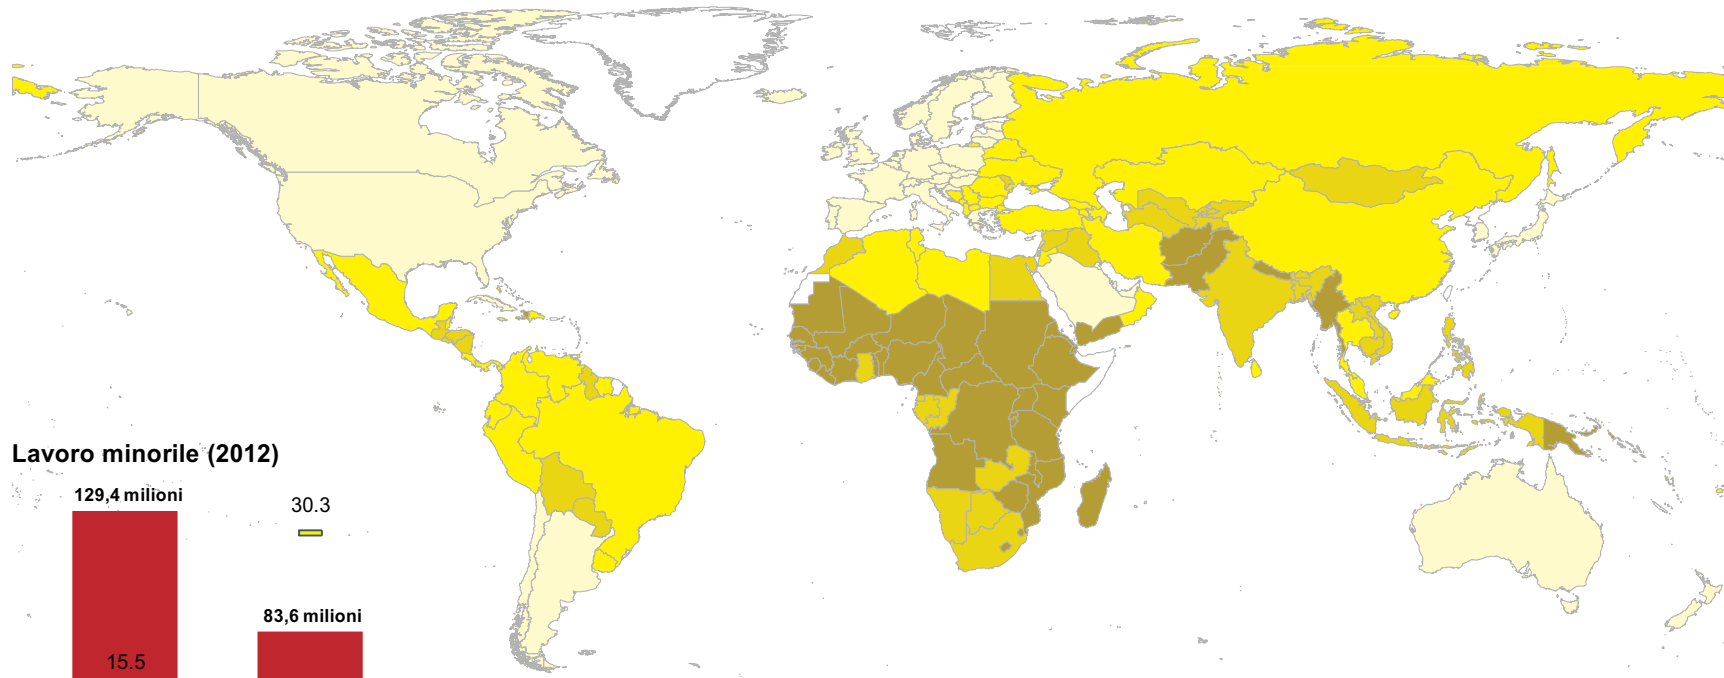 Lavoro minorile (2012)
129,4 milioni
30.3
83,6 milioni
15.5